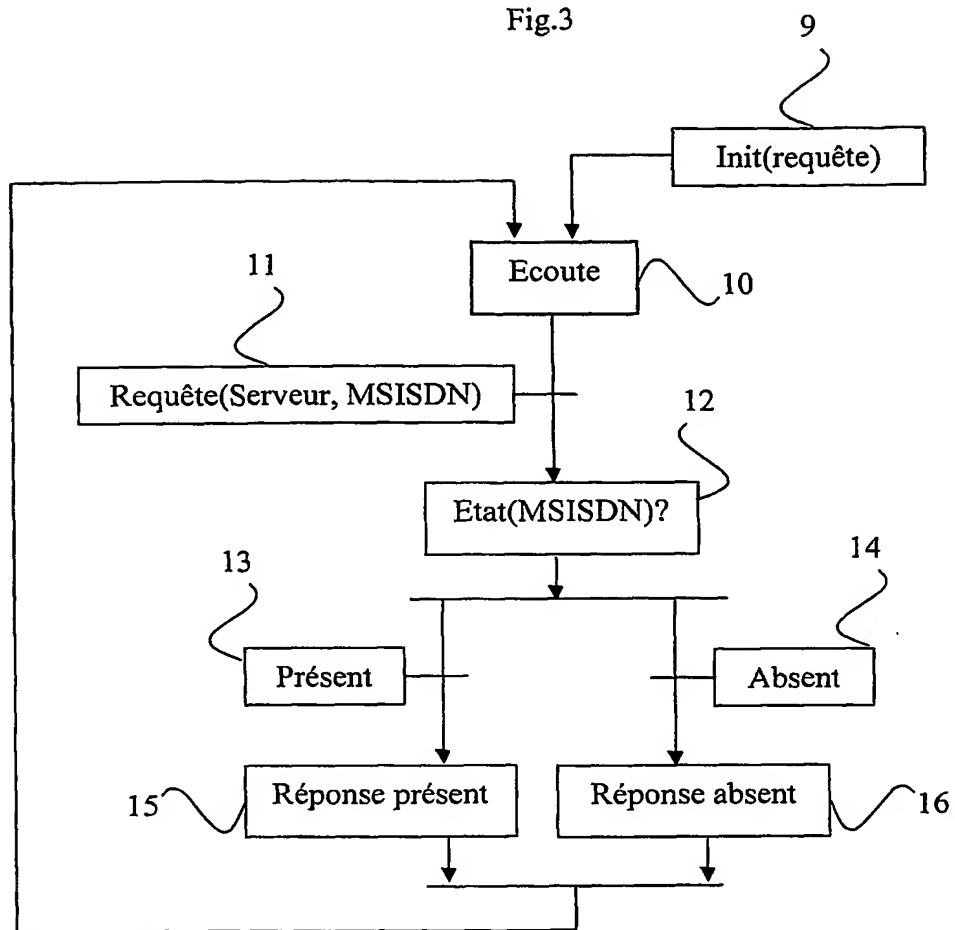 Fig.3
9
Init(requête)
Ecoute
10
11
Requête(Serveur, MSISDN)
12
Etat(MSISDN)?
13
14
Présent
Absent
15
Réponse présent
Réponse absent
16